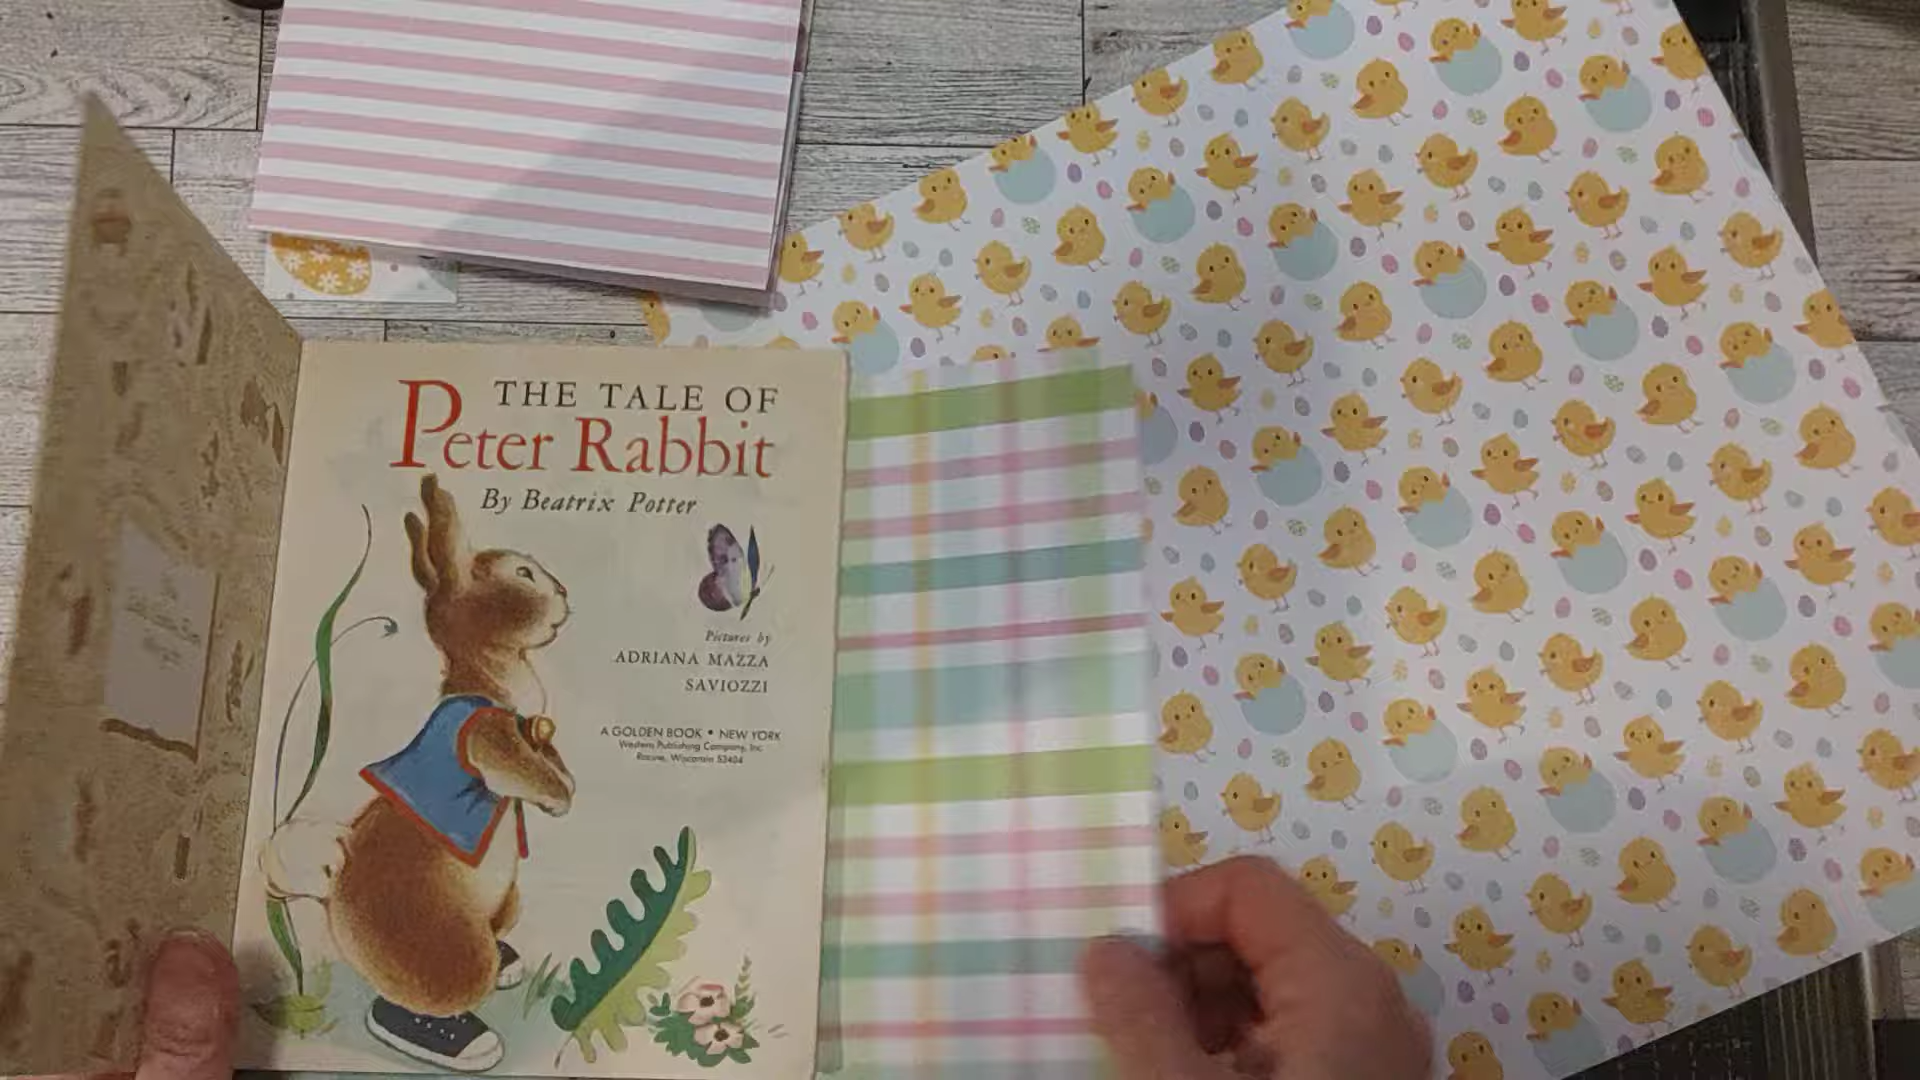 THE TALE OF
Peter Rabbit
By Beatrix Potter
Pictures by
ADRIANA MAZZA
SAVIOZZI
A GOLDEN BOOK • NEW YORK
Western Publishing Company, Inc.
Racine, Wisconsin 53404